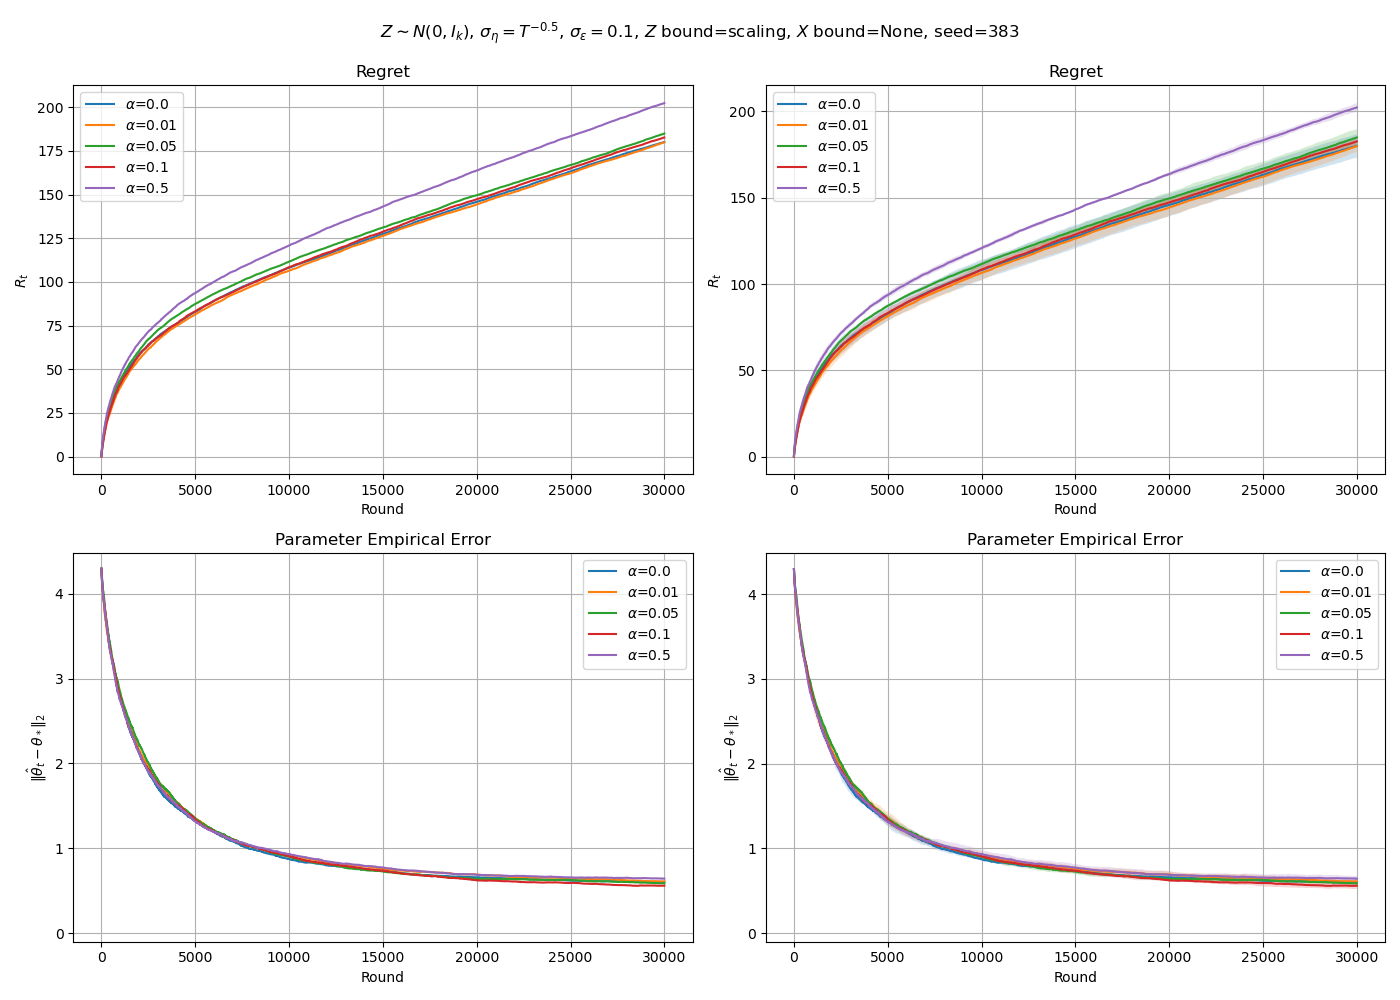 Z ∼ N(0, I_k), σ_η = T^{−0.5}, σ_ε = 0.1, Z bound=scaling, X bound=None, seed=383
Regret
200
175
150
125
100
75
50
25
0
R_t
α=0.0
α=0.01
α=0.05
α=0.1
α=0.5
0 5000 10000 15000 20000 25000 30000
Round
Regret
200
150
100
50
0
R_t
α=0.0
α=0.01
α=0.05
α=0.1
α=0.5
0 5000 10000 15000 20000 25000 30000
Round
Parameter Empirical Error
4
3
2
1
0
‖θ̂_t − θ_*‖_2
α=0.0
α=0.01
α=0.05
α=0.1
α=0.5
0 5000 10000 15000 20000 25000 30000
Round
Parameter Empirical Error
4
3
2
1
0
‖θ̂_t − θ_*‖_2
α=0.0
α=0.01
α=0.05
α=0.1
α=0.5
0 5000 10000 15000 20000 25000 30000
Round